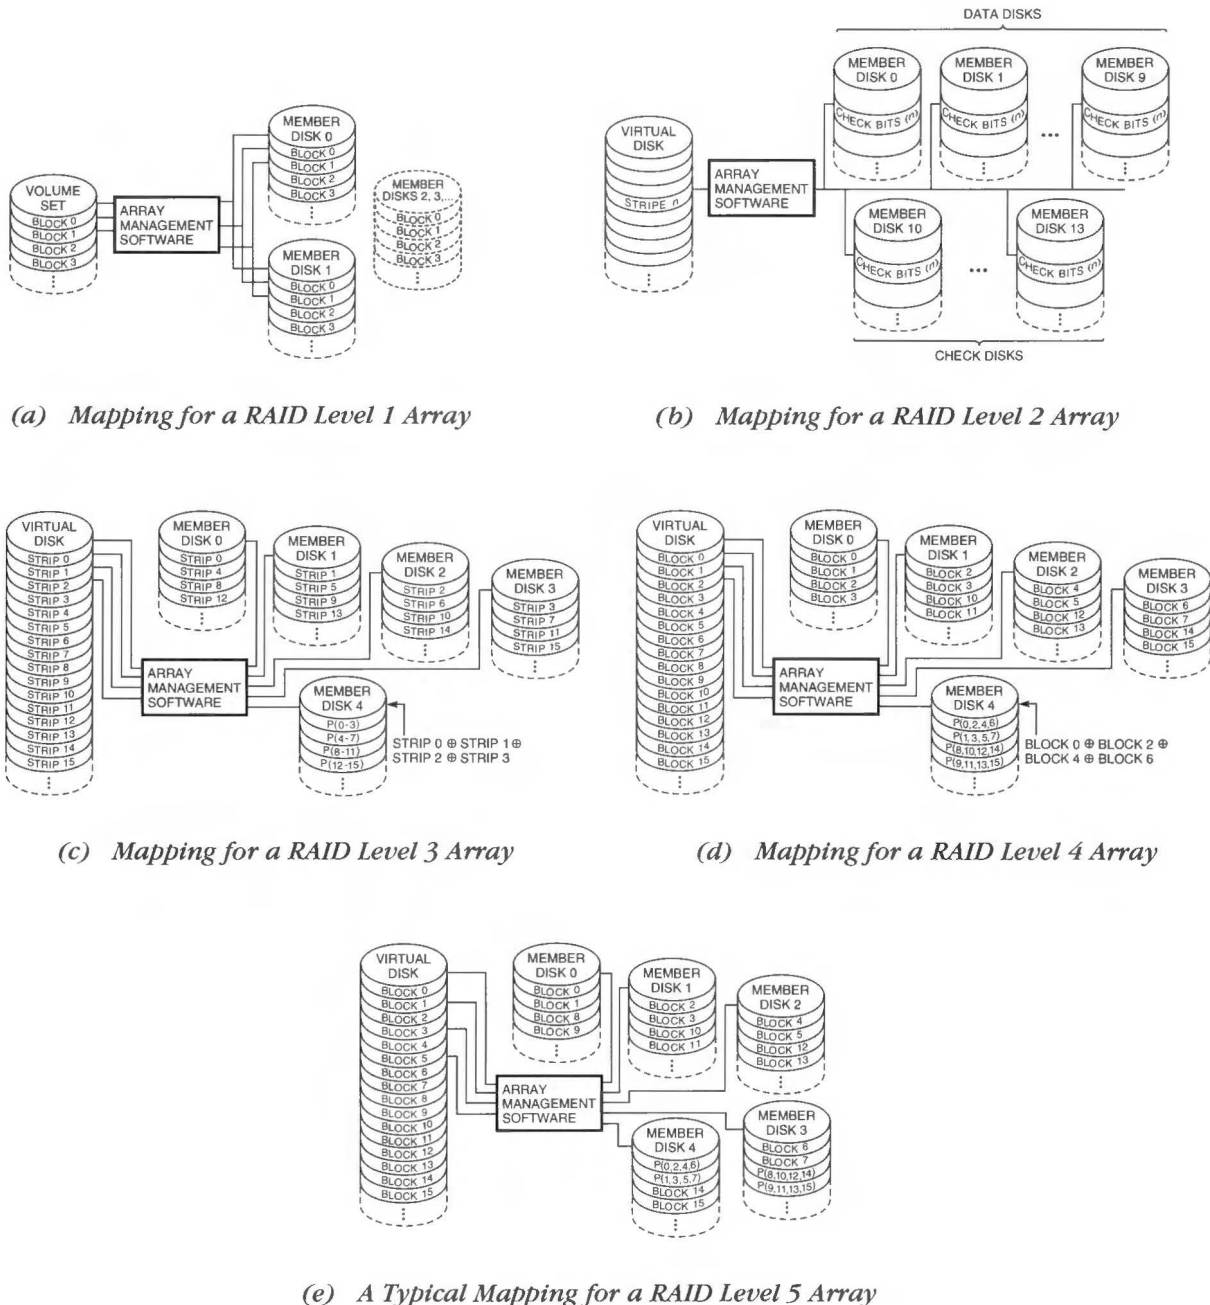 VOLUME
SET
BLOCK 0
BLOCK 1
BLOCK 2
BLOCK 3
ARRAY
MANAGEMENT
SOFTWARE
MEMBER
DISK 0
BLOCK 0
BLOCK 1
BLOCK 2
BLOCK 3
MEMBER
DISK 1
BLOCK 0
BLOCK 1
BLOCK 2
BLOCK 3
MEMBER
DISKS 2, 3,...
BLOCK 0
BLOCK 1
BLOCK 2
BLOCK 3
(a) Mapping for a RAID Level 1 Array
DATA DISKS
VIRTUAL
DISK
STRIPE n
ARRAY
MANAGEMENT
SOFTWARE
MEMBER
DISK 0
CHECK BITS (n)
MEMBER
DISK 1
CHECK BITS (n)
...
MEMBER
DISK 9
CHECK BITS (n)
MEMBER
DISK 10
CHECK BITS (n)
...
MEMBER
DISK 13
CHECK BITS (n)
CHECK DISKS
(b) Mapping for a RAID Level 2 Array
VIRTUAL
DISK
STRIP 0
STRIP 1
STRIP 2
STRIP 3
STRIP 4
STRIP 5
STRIP 6
STRIP 7
STRIP 8
STRIP 9
STRIP 10
STRIP 11
STRIP 12
STRIP 13
STRIP 14
STRIP 15
ARRAY
MANAGEMENT
SOFTWARE
MEMBER
DISK 0
STRIP 0
STRIP 4
STRIP 8
STRIP 12
MEMBER
DISK 1
STRIP 1
STRIP 5
STRIP 9
STRIP 13
MEMBER
DISK 2
STRIP 2
STRIP 6
STRIP 10
STRIP 14
MEMBER
DISK 3
STRIP 3
STRIP 7
STRIP 11
STRIP 15
MEMBER
DISK 4
P(0-3)
P(4-7)
P(8-11)
P(12-15)
STRIP 0 ⊕ STRIP 1 ⊕
STRIP 2 ⊕ STRIP 3
(c) Mapping for a RAID Level 3 Array
VIRTUAL
DISK
BLOCK 0
BLOCK 1
BLOCK 2
BLOCK 3
BLOCK 4
BLOCK 5
BLOCK 6
BLOCK 7
BLOCK 8
BLOCK 9
BLOCK 10
BLOCK 11
BLOCK 12
BLOCK 13
BLOCK 14
BLOCK 15
ARRAY
MANAGEMENT
SOFTWARE
MEMBER
DISK 0
BLOCK 0
BLOCK 1
BLOCK 2
BLOCK 3
MEMBER
DISK 1
BLOCK 2
BLOCK 3
BLOCK 10
BLOCK 11
MEMBER
DISK 2
BLOCK 4
BLOCK 5
BLOCK 12
BLOCK 13
MEMBER
DISK 3
BLOCK 6
BLOCK 7
BLOCK 14
BLOCK 15
MEMBER
DISK 4
P(0,2,4,6)
P(1,3,5,7)
P(8,10,12,14)
P(9,11,13,15)
BLOCK 0 ⊕ BLOCK 2 ⊕
BLOCK 4 ⊕ BLOCK 6
(d) Mapping for a RAID Level 4 Array
VIRTUAL
DISK
BLOCK 0
BLOCK 1
BLOCK 2
BLOCK 3
BLOCK 4
BLOCK 5
BLOCK 6
BLOCK 7
BLOCK 8
BLOCK 9
BLOCK 10
BLOCK 11
BLOCK 12
BLOCK 13
BLOCK 14
BLOCK 15
ARRAY
MANAGEMENT
SOFTWARE
MEMBER
DISK 0
BLOCK 0
BLOCK 1
BLOCK 8
BLOCK 9
MEMBER
DISK 1
BLOCK 2
BLOCK 3
BLOCK 10
BLOCK 11
MEMBER
DISK 2
BLOCK 4
BLOCK 5
BLOCK 12
BLOCK 13
MEMBER
DISK 3
BLOCK 6
BLOCK 7
P(8,10,12,14)
P(9,11,13,15)
MEMBER
DISK 4
P(0,2,4,6)
P(1,3,5,7)
BLOCK 14
BLOCK 15
(e) A Typical Mapping for a RAID Level 5 Array